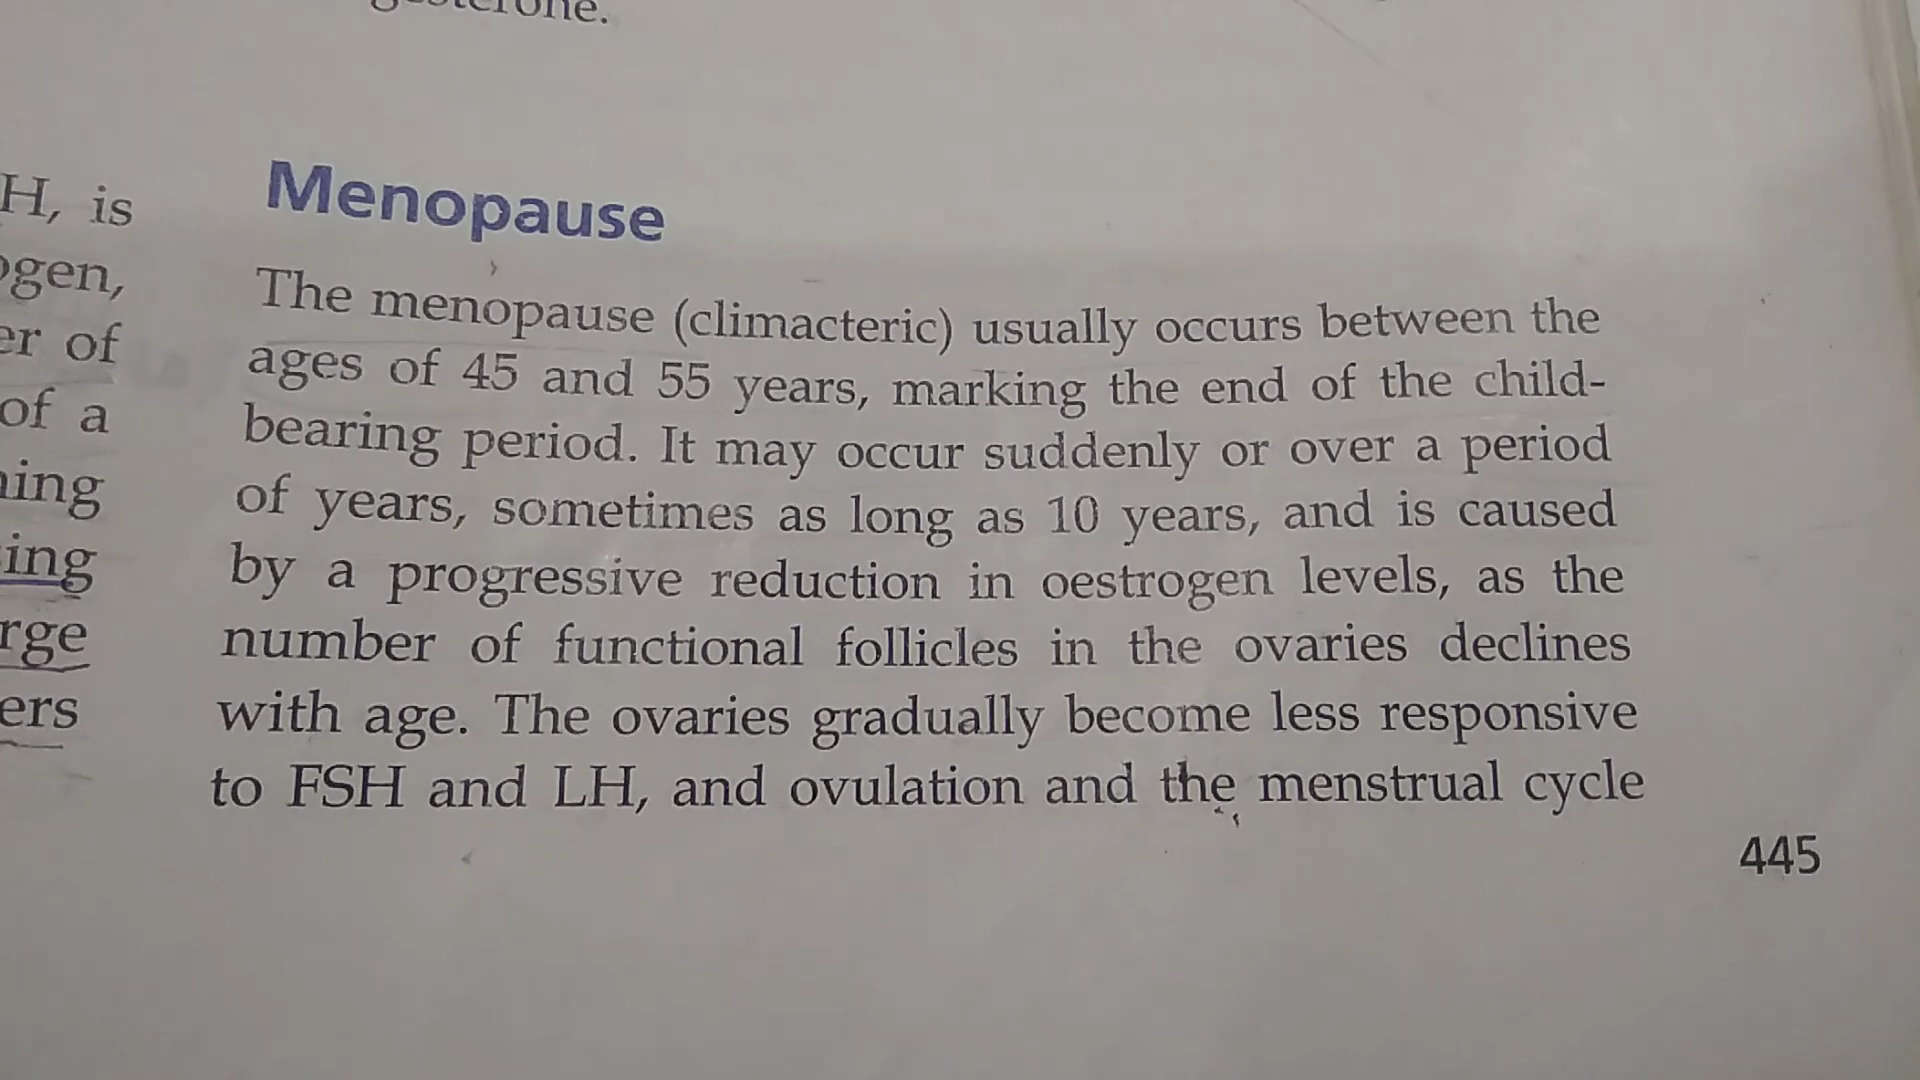 H, is
of
of a
Menopause
The menopause (climacteric) usually occurs between the
ages of 45 and 55 years, marking the end of the child-
bearing period. It may occur suddenly or over a period
of years, sometimes as long as 10 years, and is caused
by a progressive reduction in oestrogen levels, as the
number of functional follicles in the ovaries declines
with age. The ovaries gradually become less responsive
to FSH and LH, and ovulation and the menstrual cycle
445